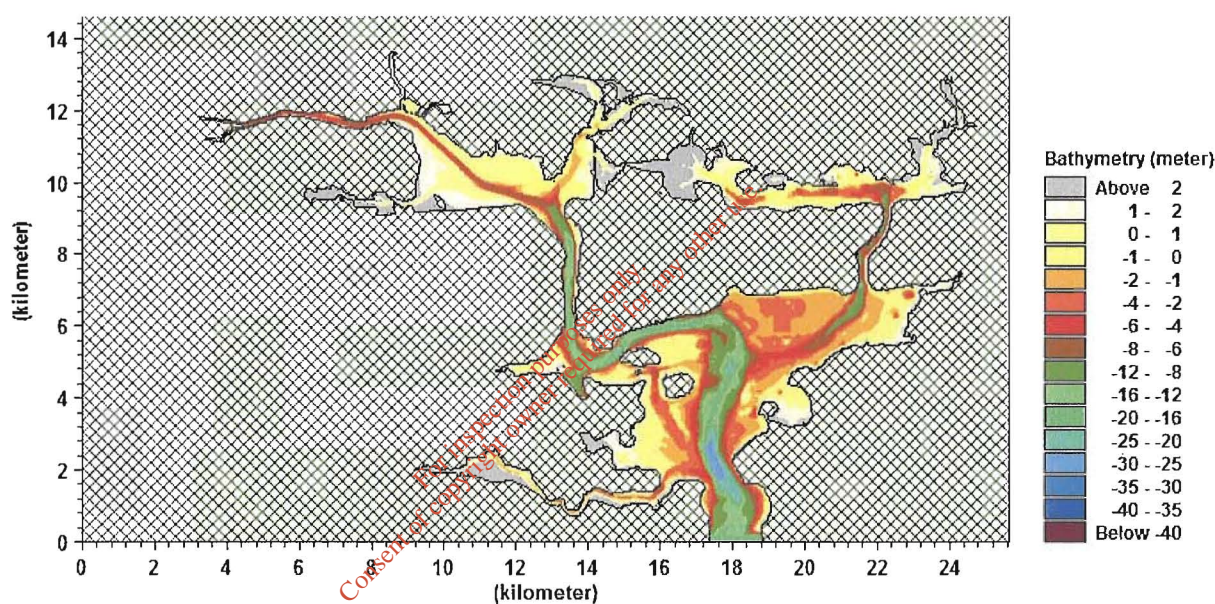 14
12
10
8
6
4
2
0
(kilometer)
0 2 4 6 8 10 12 14 16 18 20 22 24
(kilometer)
Bathymetry (meter)
Above 2
1 - 2
0 - 1
-1 - 0
-2 - -1
-4 - -2
-6 - -4
-8 - -6
-12 - -8
-16 - -12
-20 - -16
-25 - -20
-30 - -25
-35 - -30
-40 - -35
Below -40
For inspection purposes only.
Consent of copyright owner required for any other use.